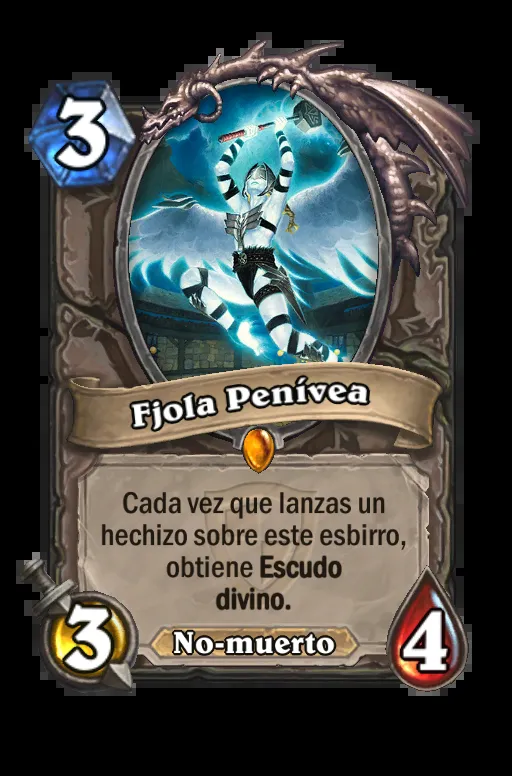 3
Fjola Penívea
Cada vez que lanzas un
hechizo sobre este esbirro,
obtiene Escudo
divino.
3
No-muerto
4